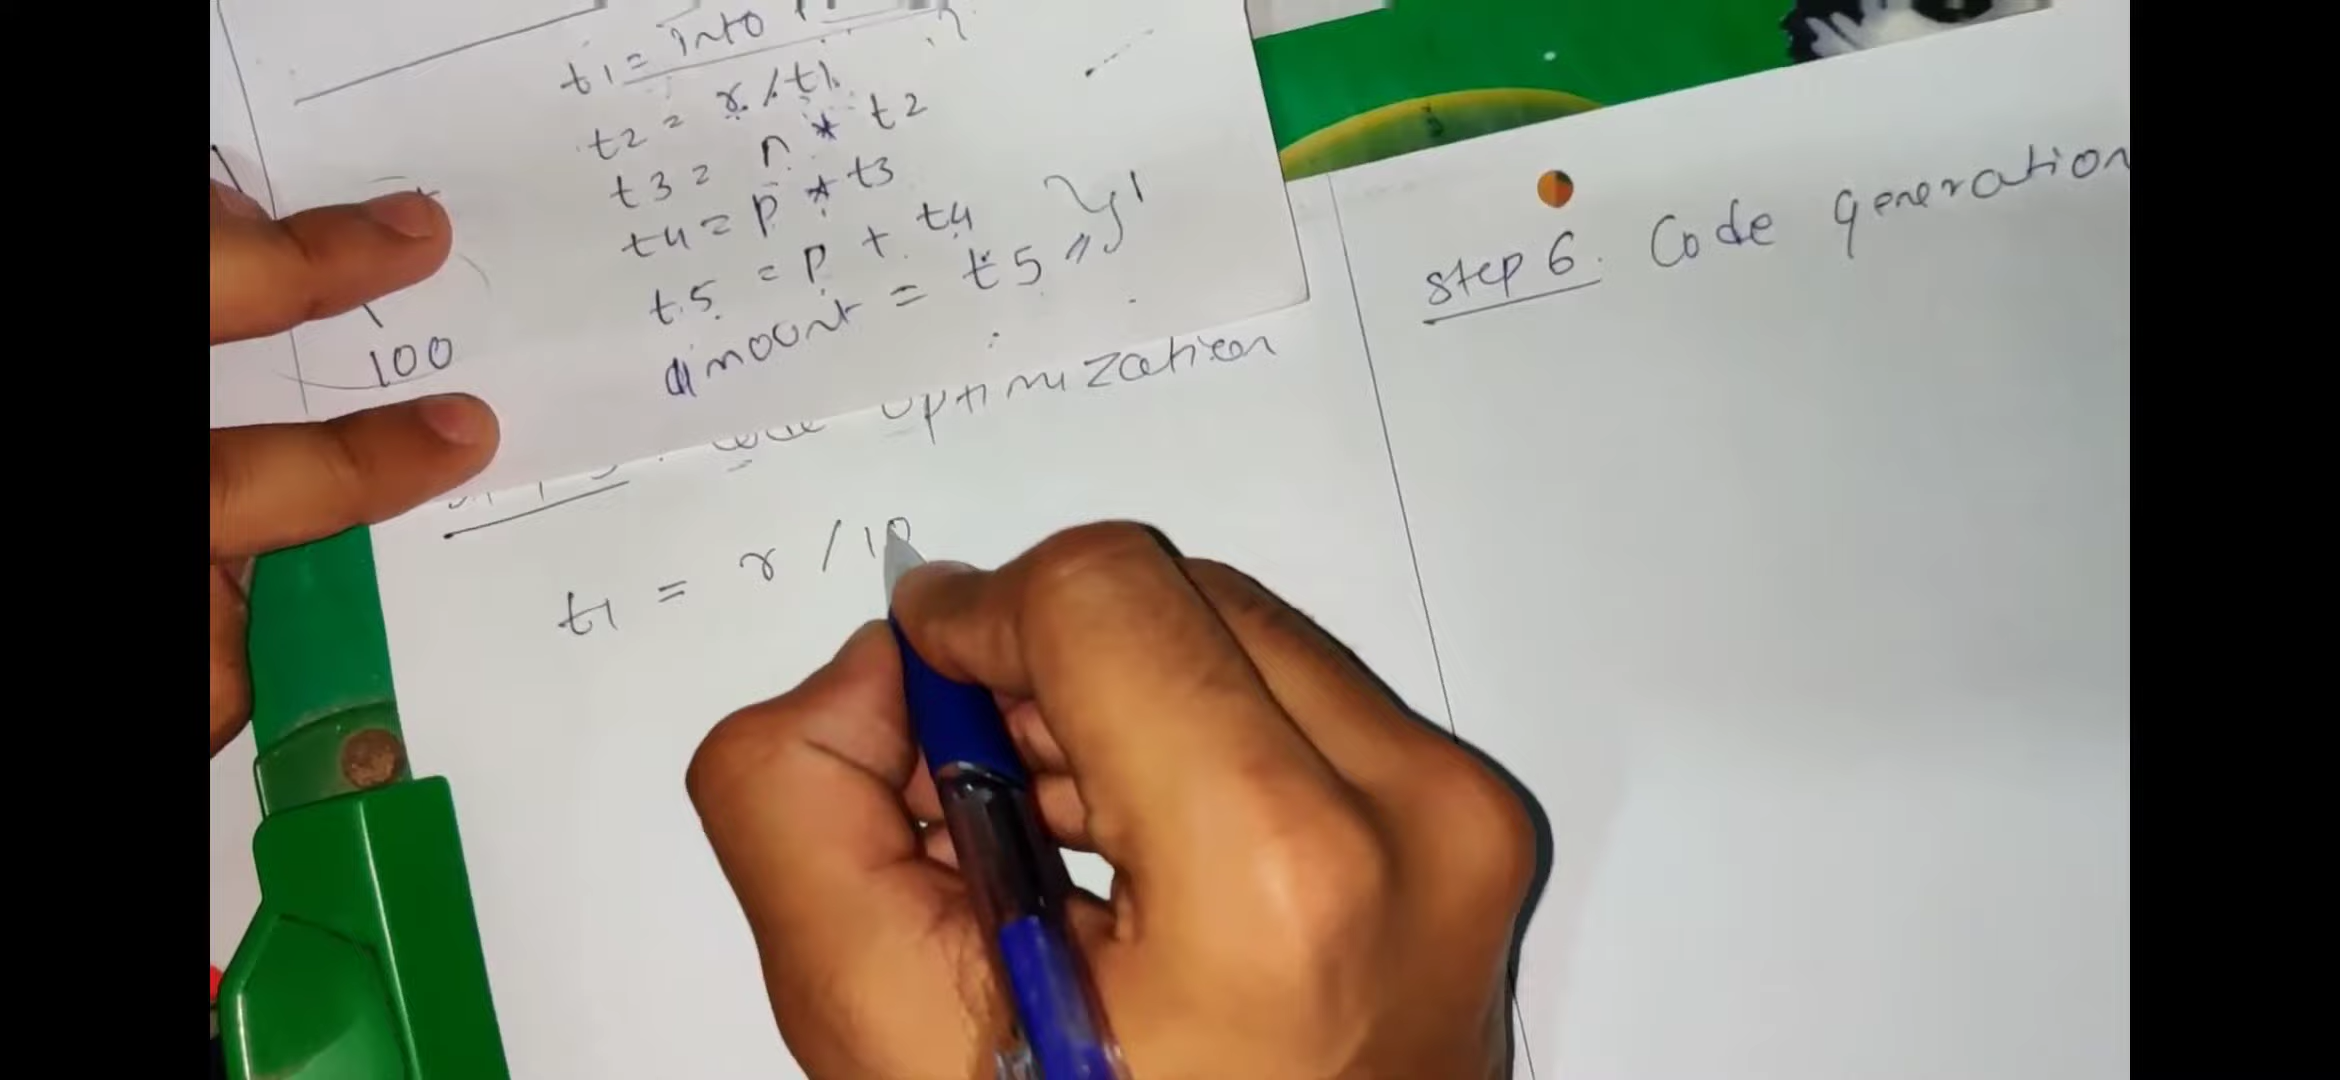 t1 = into
t2 = r / t1
t3 = n * t2
t4 = p * t3
t5 = p + t4
amount = t5
100
optimization
t1 = r / 10
step 6. Code generation